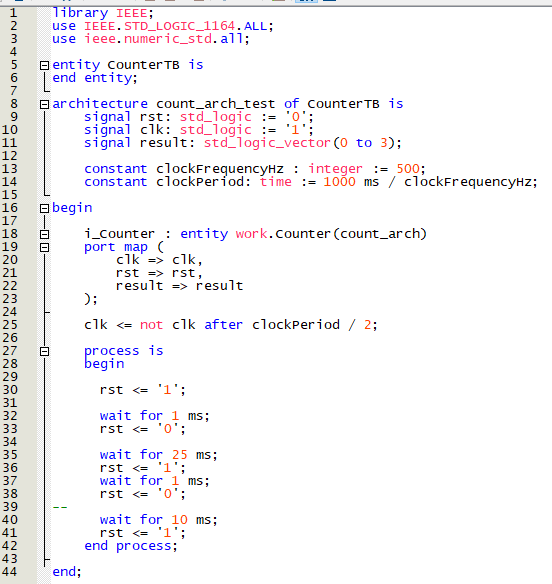 1 library IEEE;
2 use IEEE.STD_LOGIC_1164.ALL;
3 use ieee.numeric_std.all;
4
5 entity CounterTB is
6 end entity;
7
8 architecture count_arch_test of CounterTB is
9 signal rst: std_logic := '0';
10 signal clk: std_logic := '1';
11 signal result: std_logic_vector(0 to 3);
12
13 constant clockFrequencyHz : integer := 500;
14 constant clockPeriod: time := 1000 ms / clockFrequencyHz;
15
16 begin
17
18 i_Counter : entity work.Counter(count_arch)
19 port map (
20 clk => clk,
21 rst => rst,
22 result => result
23 );
24
25 clk <= not clk after clockPeriod / 2;
26
27 process is
28 begin
29
30 rst <= '1';
31
32 wait for 1 ms;
33 rst <= '0';
34
35 wait for 25 ms;
36 rst <= '1';
37 wait for 1 ms;
38 rst <= '0';
39 --
40 wait for 10 ms;
41 rst <= '1';
42 end process;
43
44 end;